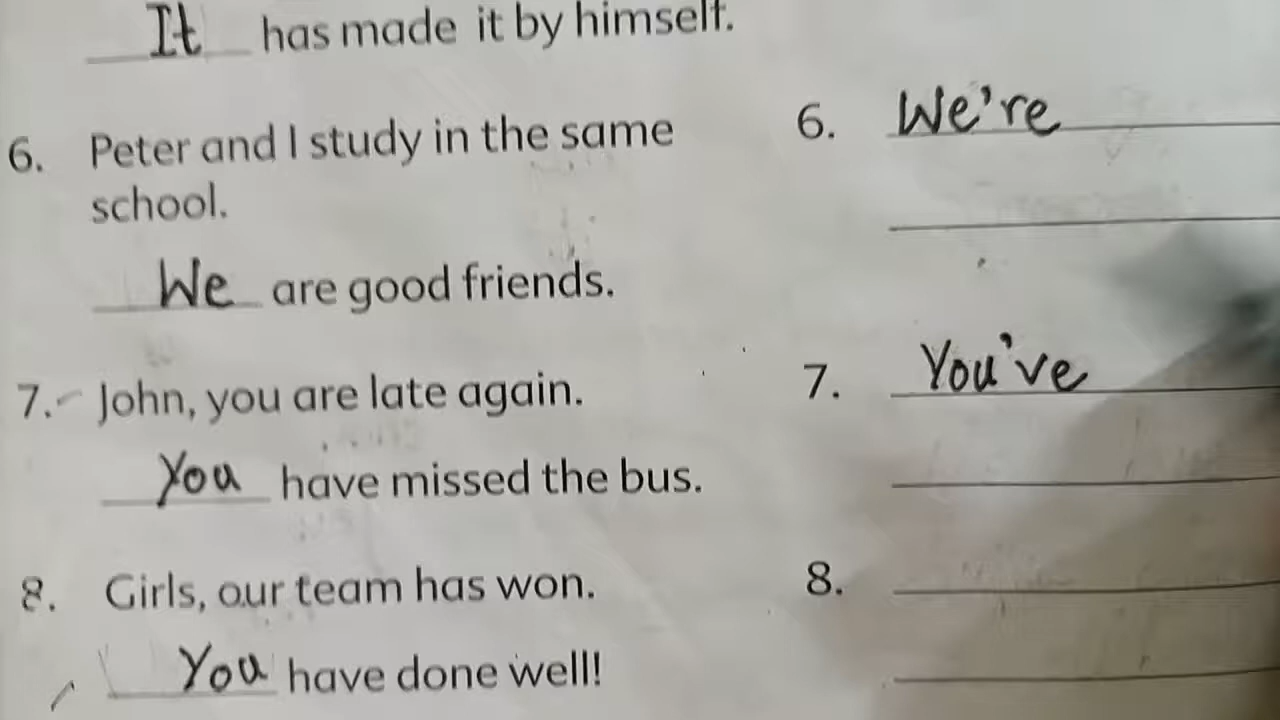 It has made it by himself.
6. Peter and I study in the same
school.
We are good friends.
7. John, you are late again.
You have missed the bus.
8. Girls, our team has won.
You have done well!
6. We're
7. You've
8.